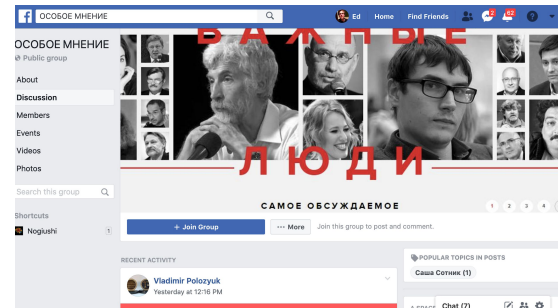 ОСОБОЕ МНЕНИЕ
Ed Home Find Friends 2 62
ВАЖНЫЕ
ОСОБОЕ МНЕНИЕ
Public group
About
Discussion
Members
Events
Videos
Photos
ЛЮДИ
Search this group
САМОЕ ОБСУЖДАЕМОЕ
1 2 3 4
Shortcuts
Nogiushi 1
+ Join Group
••• More
Join this group to post and comment.
RECENT ACTIVITY
POPULAR TOPICS IN POSTS
Саша Сотник (1)
Vladimir Polozyuk
Yesterday at 12:16 PM
Chat (7)